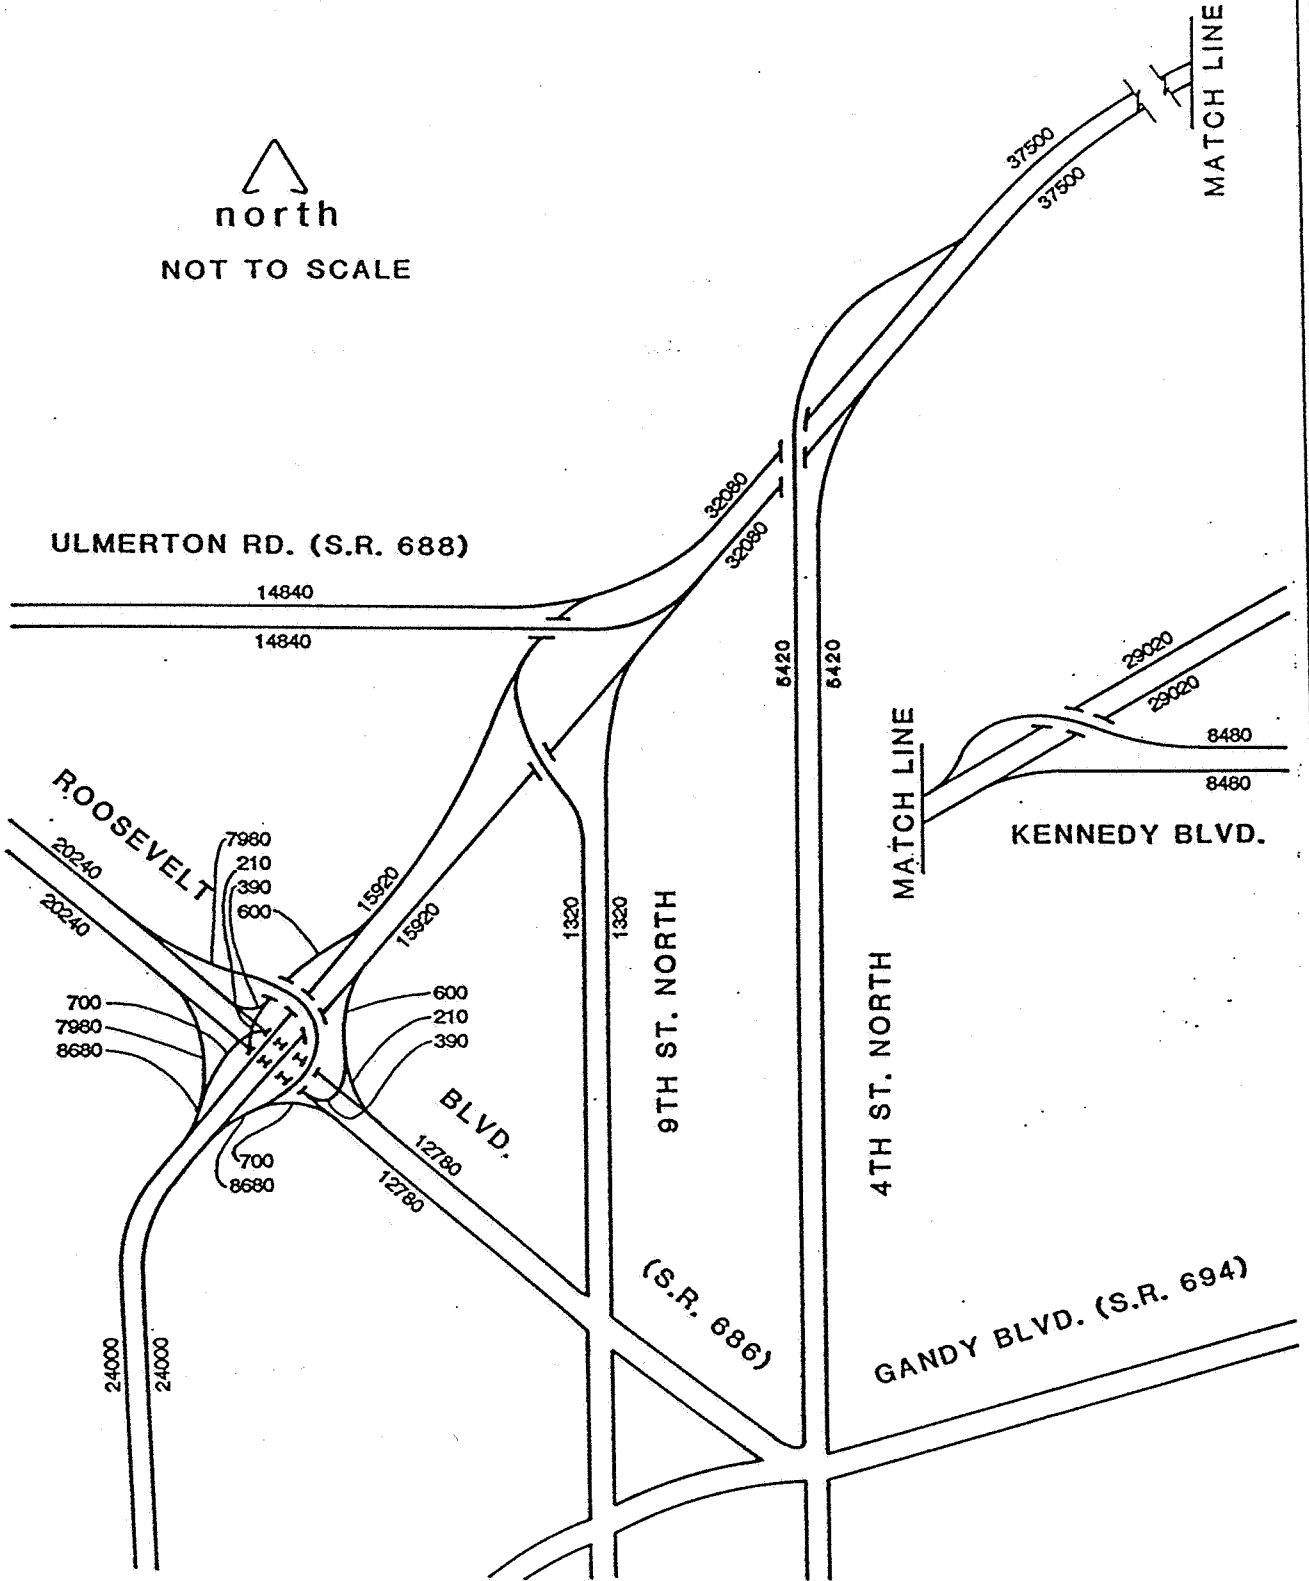 MATCH LINE
37500
37500
north
NOT TO SCALE
32080
32080
ULMERTON RD. (S.R. 688)
14840
14840
5420
5420
29020
29020
MATCH LINE
8480
8480
KENNEDY BLVD.
ROOSEVELT
20240
20240
7980
210
390
600
15920
15920
1320
1320
9TH ST. NORTH
4TH ST. NORTH
700
7980
8680
600
210
390
BLVD.
12780
12780
700
8680
(S.R. 686)
GANDY BLVD. (S.R. 694)
24000
24000